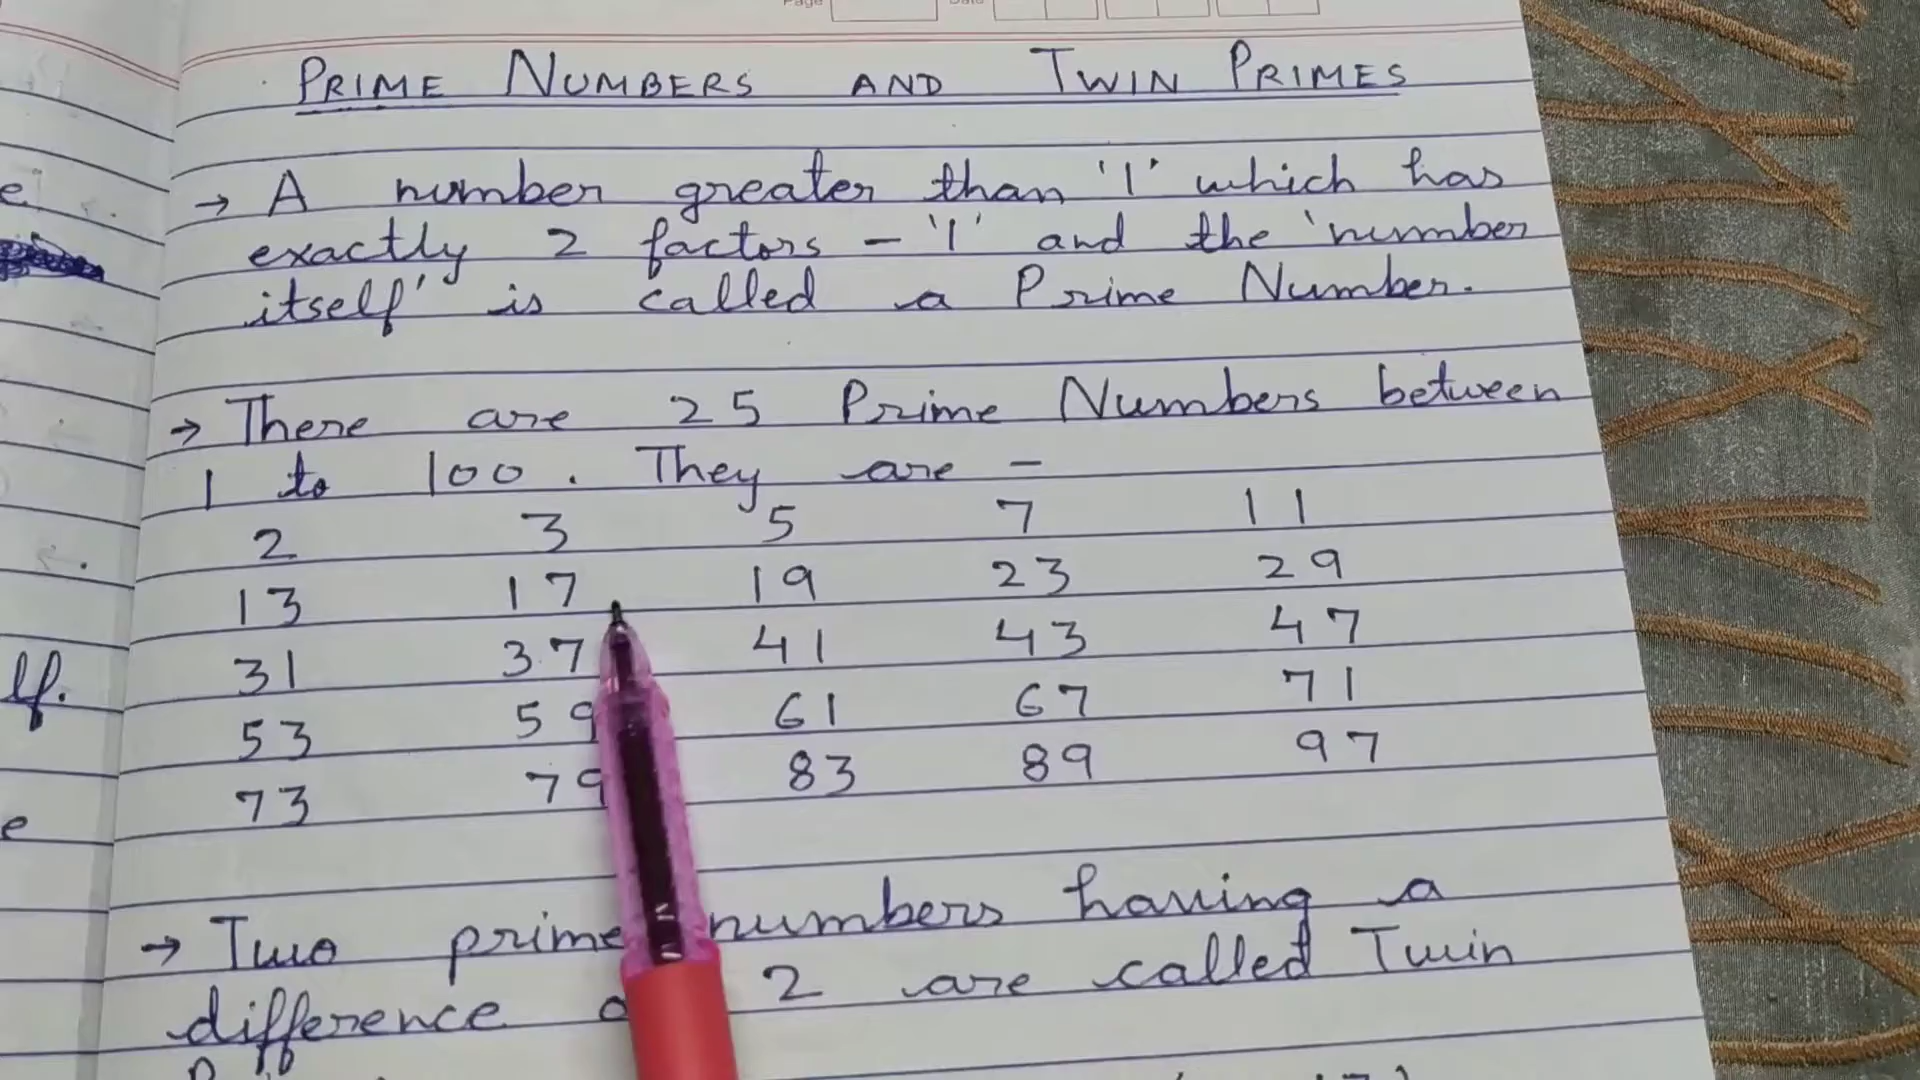 Page Date
PRIME NUMBERS AND TWIN PRIMES
→ A number greater than '1' which has
exactly 2 factors - '1' and the 'number
itself' is called a Prime Number.
→ There are 25 Prime Numbers between
1 to 100. They are -
2 3 5 7 11
13 17 19 23 29
31 37 41 43 47
53 59 61 67 71
73 79 83 89 97
→ Two prime numbers having a
difference 2 are called Twin
e
lf.
e